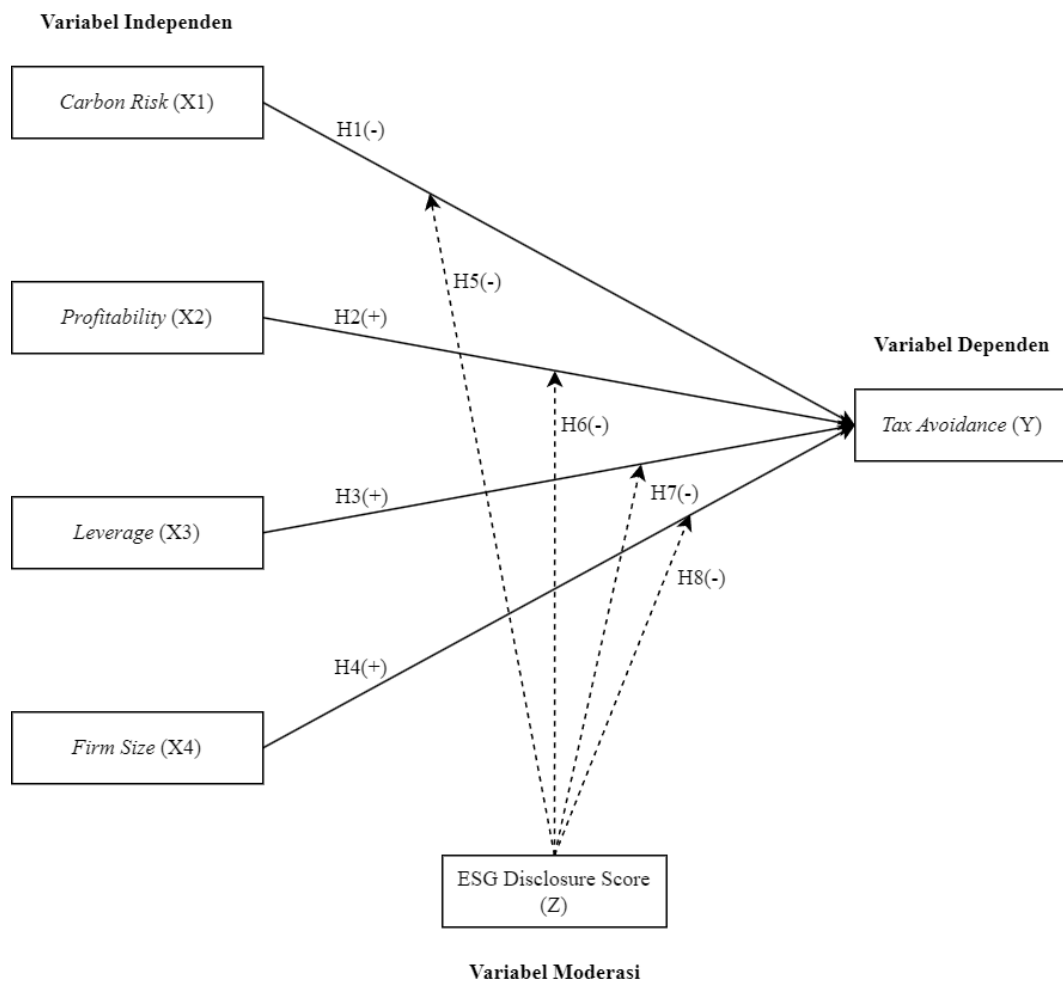 Variabel Independen
Carbon Risk (X1)
H1(-)
H5(-)
Profitability (X2)
H2(+)
Variabel Dependen
H6(-)
Tax Avoidance (Y)
H7(-)
Leverage (X3)
H3(+)
H8(-)
H4(+)
Firm Size (X4)
ESG Disclosure Score
(Z)
Variabel Moderasi